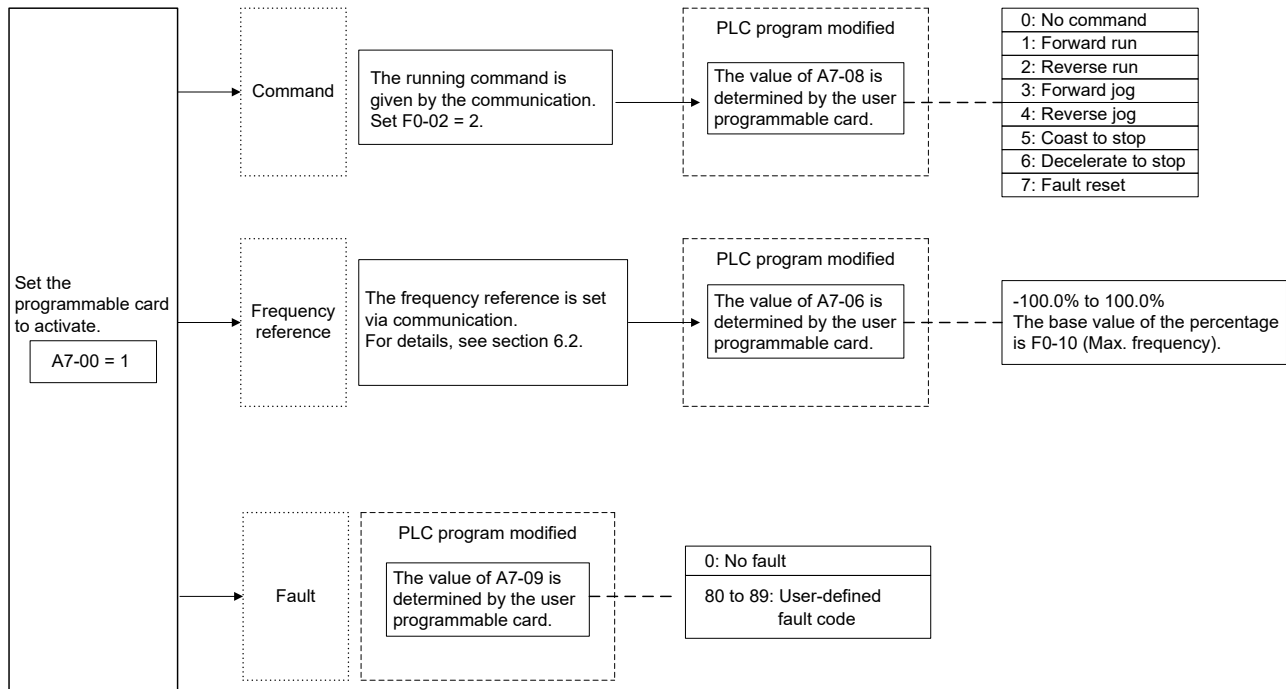 Set the
programmable card
to activate.
A7-00 = 1
Command
The running command is
given by the communication.
Set F0-02 = 2.
PLC program modified
The value of A7-08 is
determined by the user
programmable card.
0: No command
1: Forward run
2: Reverse run
3: Forward jog
4: Reverse jog
5: Coast to stop
6: Decelerate to stop
7: Fault reset
Frequency
reference
The frequency reference is set
via communication.
For details, see section 6.2.
PLC program modified
The value of A7-06 is
determined by the user
programmable card.
-100.0% to 100.0%
The base value of the percentage
is F0-10 (Max. frequency).
Fault
PLC program modified
The value of A7-09 is
determined by the user
programmable card.
0: No fault
80 to 89: User-defined
fault code